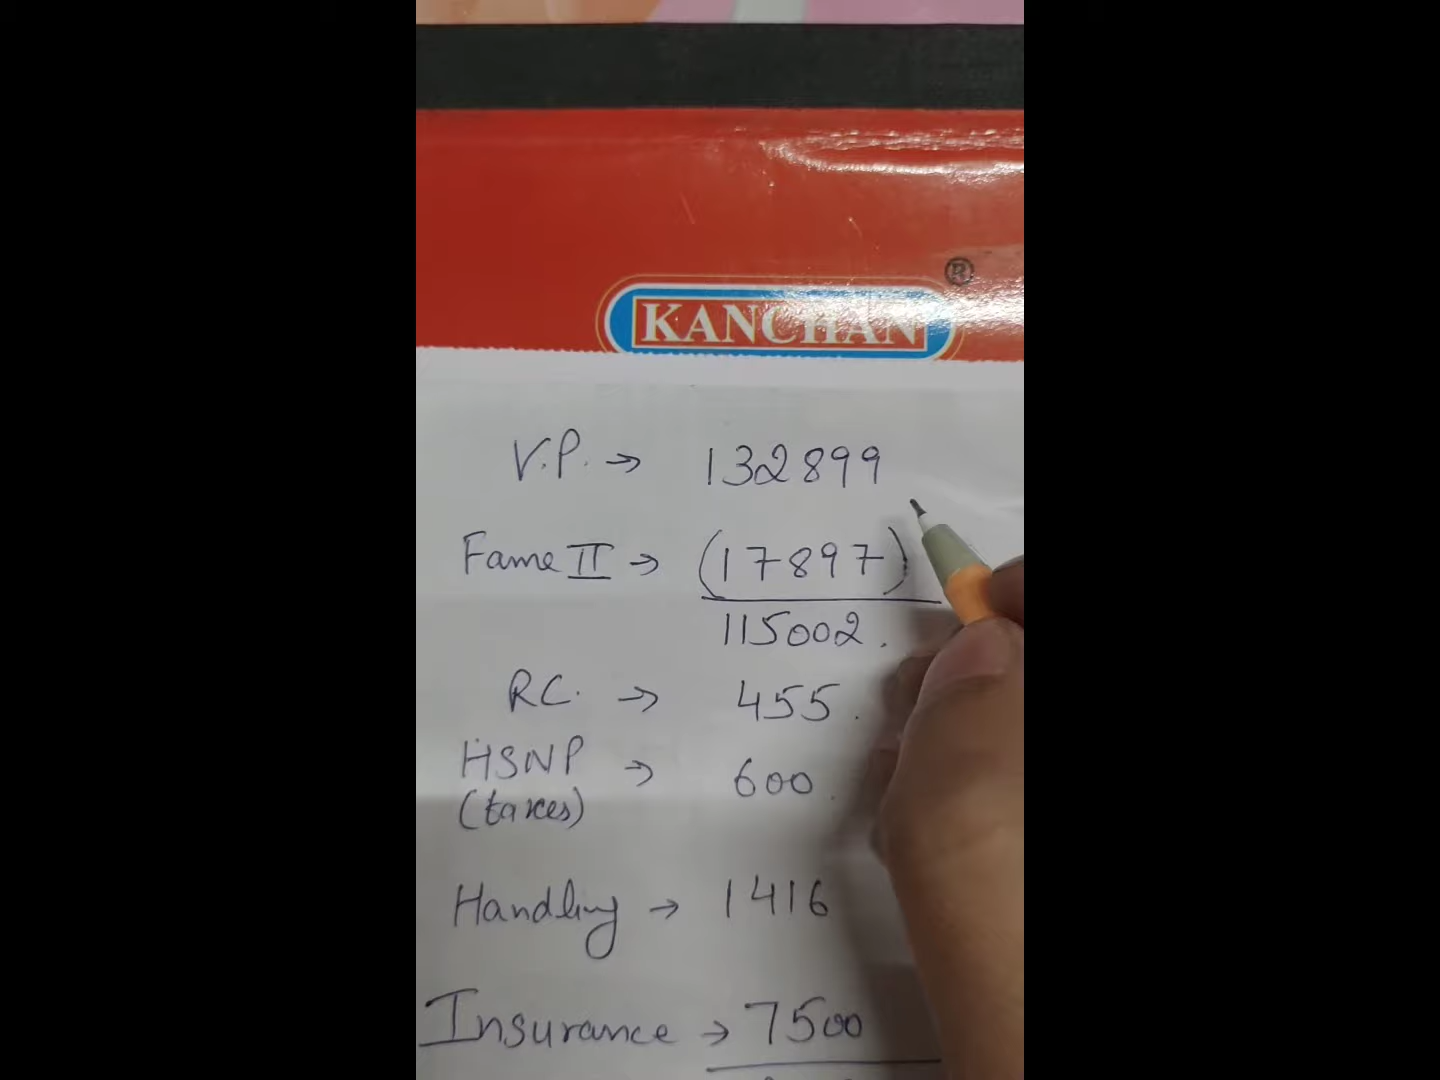 ®
KANCHAN
V.P. → 132899
Fame II → (17897)
115002.
RC. → 455.
HSNP → 600.
(taxes)
Handling → 1416
Insurance → 7500